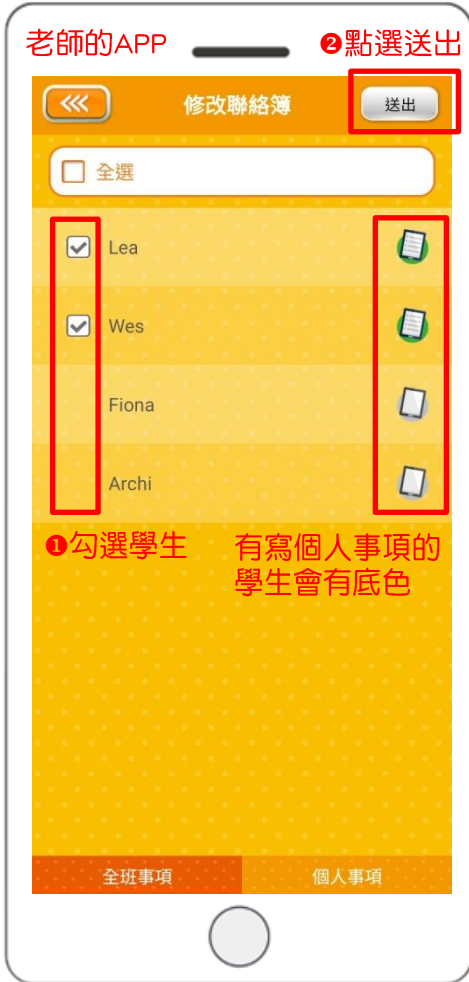 老師的APP
❷點選送出
修改聯絡簿
送出
全選
Lea
Wes
Fiona
Archi
❶勾選學生
有寫個人事項的
學生會有底色
全班事項
個人事項